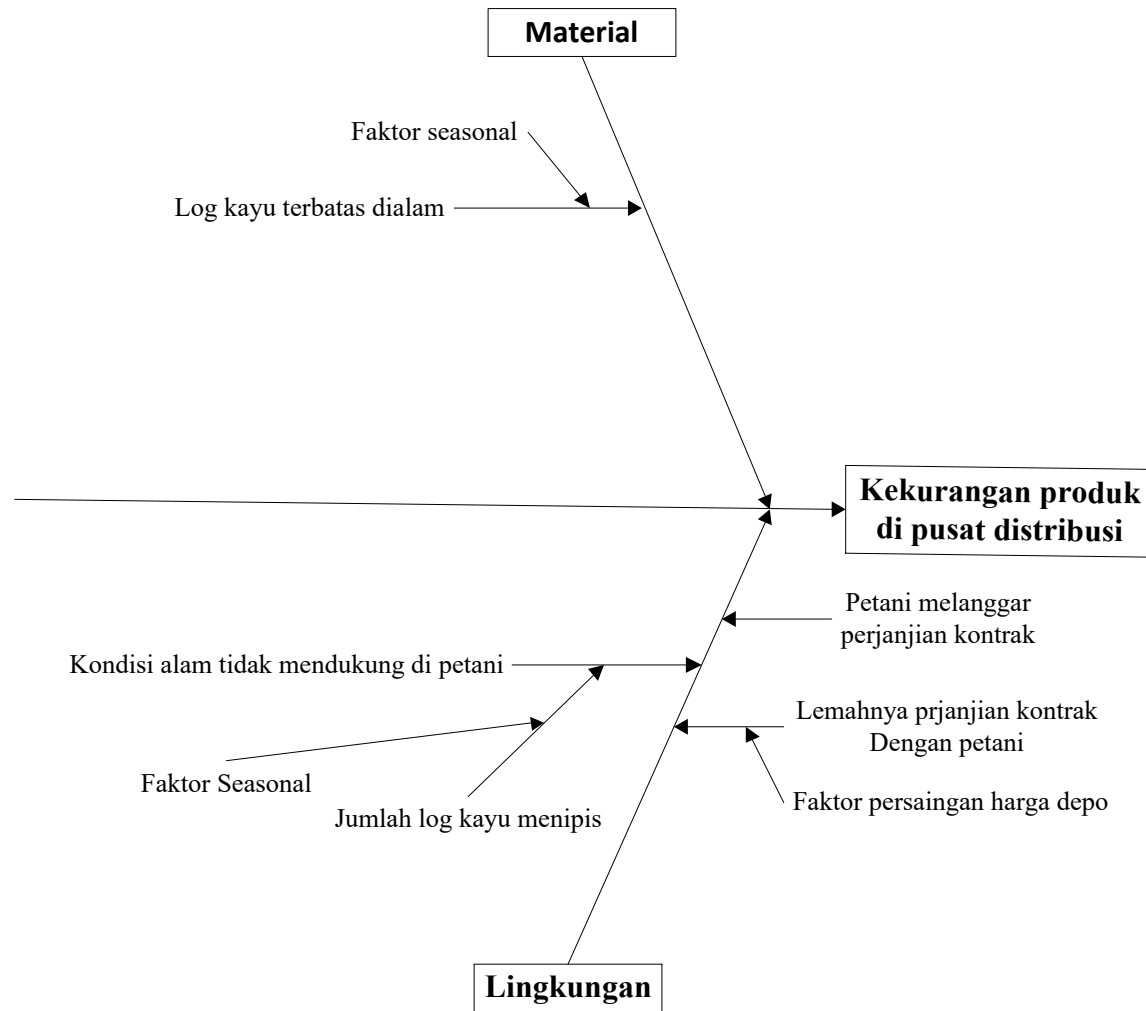 Material
Faktor seasonal
Log kayu terbatas dialam
Kekurangan produk
di pusat distribusi
Petani melanggar
perjanjian kontrak
Kondisi alam tidak mendukung di petani
Lemahnya prjanjian kontrak
Dengan petani
Faktor Seasonal
Faktor persaingan harga depo
Jumlah log kayu menipis
Lingkungan